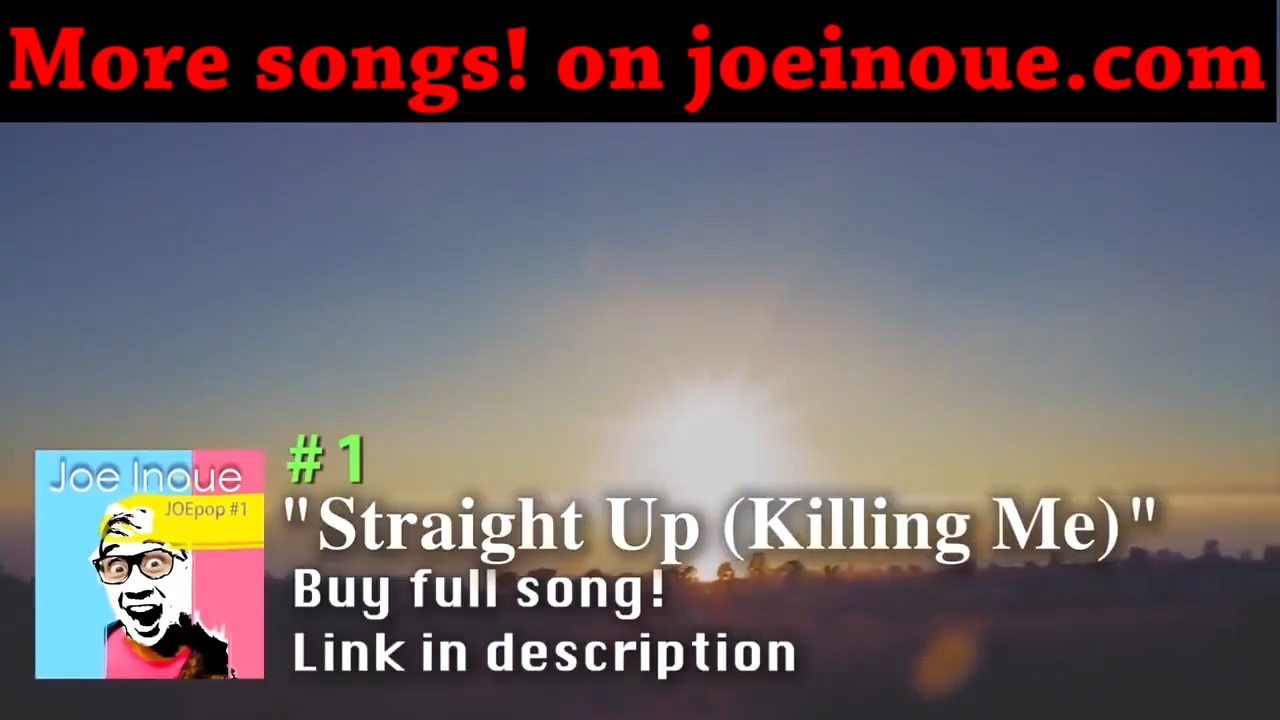 More songs! on joeinoue.com
#1
Joe Inoue
JOEpop #1
"Straight Up (Killing Me)"
Buy full song!
Link in description